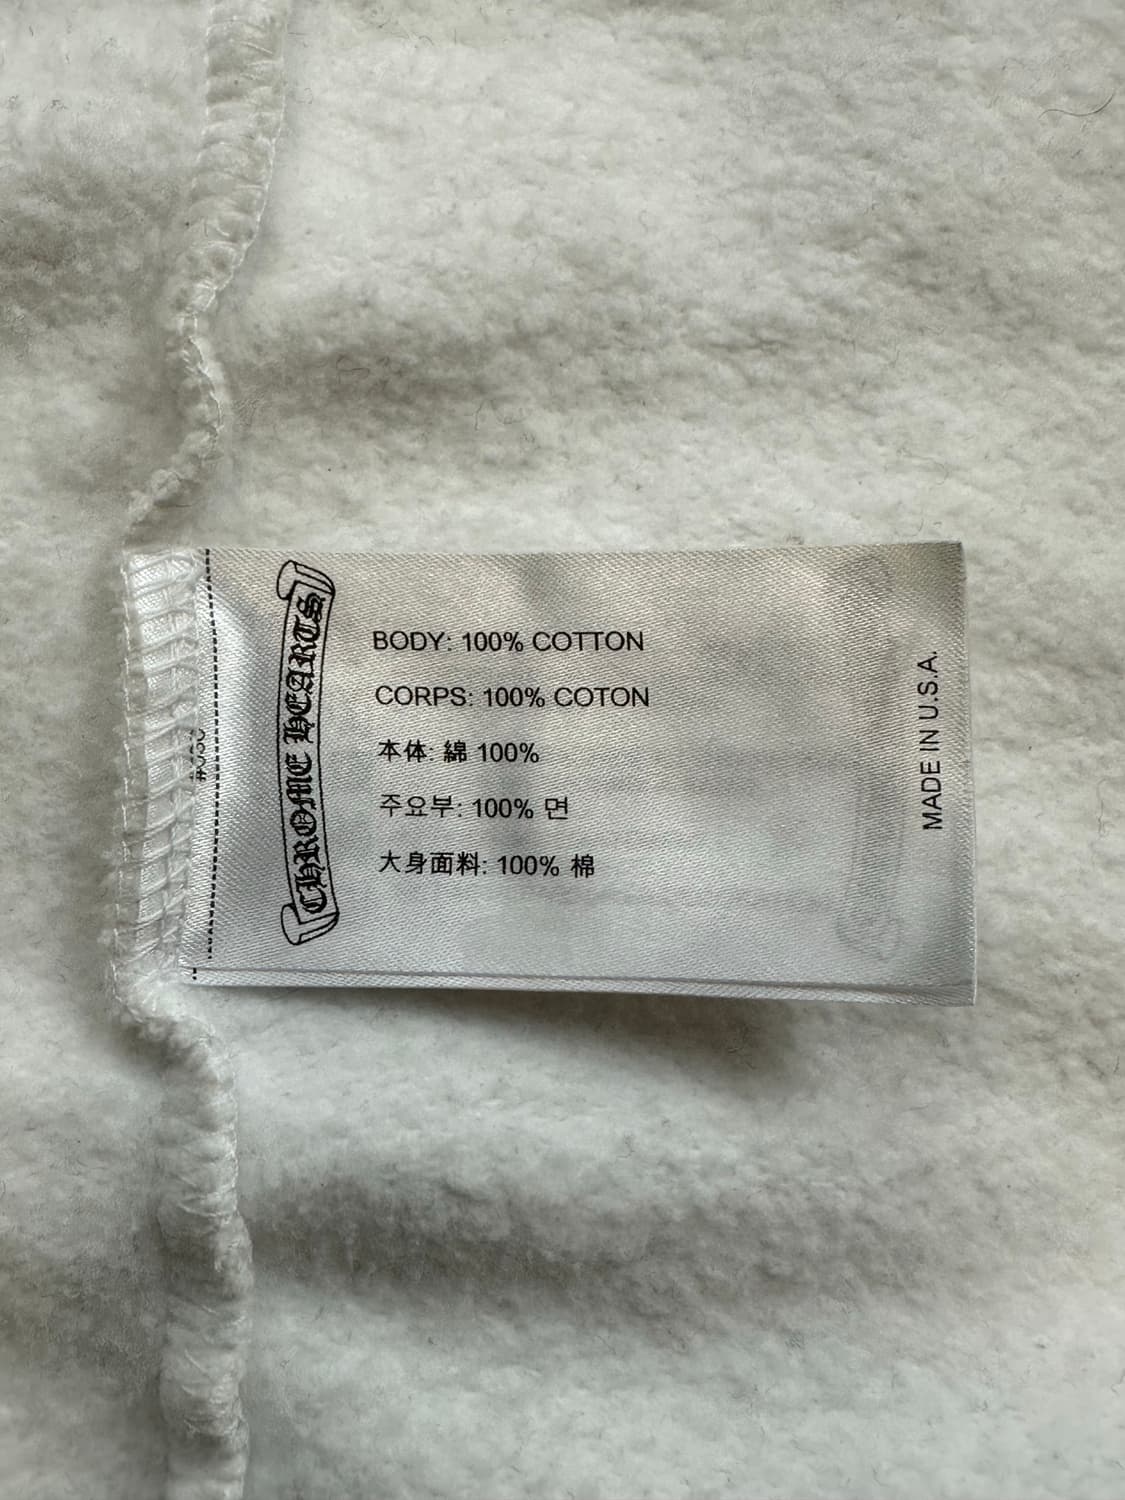 CHROME HEARTS
BODY: 100% COTTON
CORPS: 100% COTON
本体: 綿 100%
주요부: 100% 면
大身面料: 100% 棉
MADE IN U.S.A.